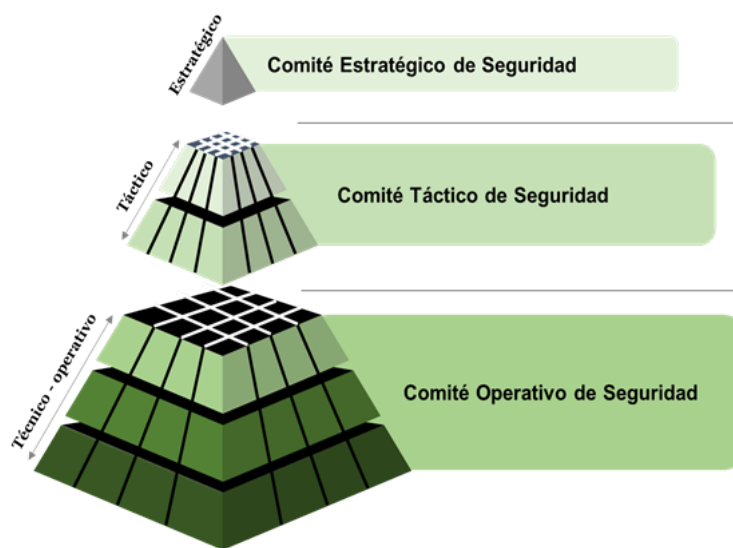 Estratégico
Comité Estratégico de Seguridad
Táctico
Comité Táctico de Seguridad
Técnico - operativo
Comité Operativo de Seguridad